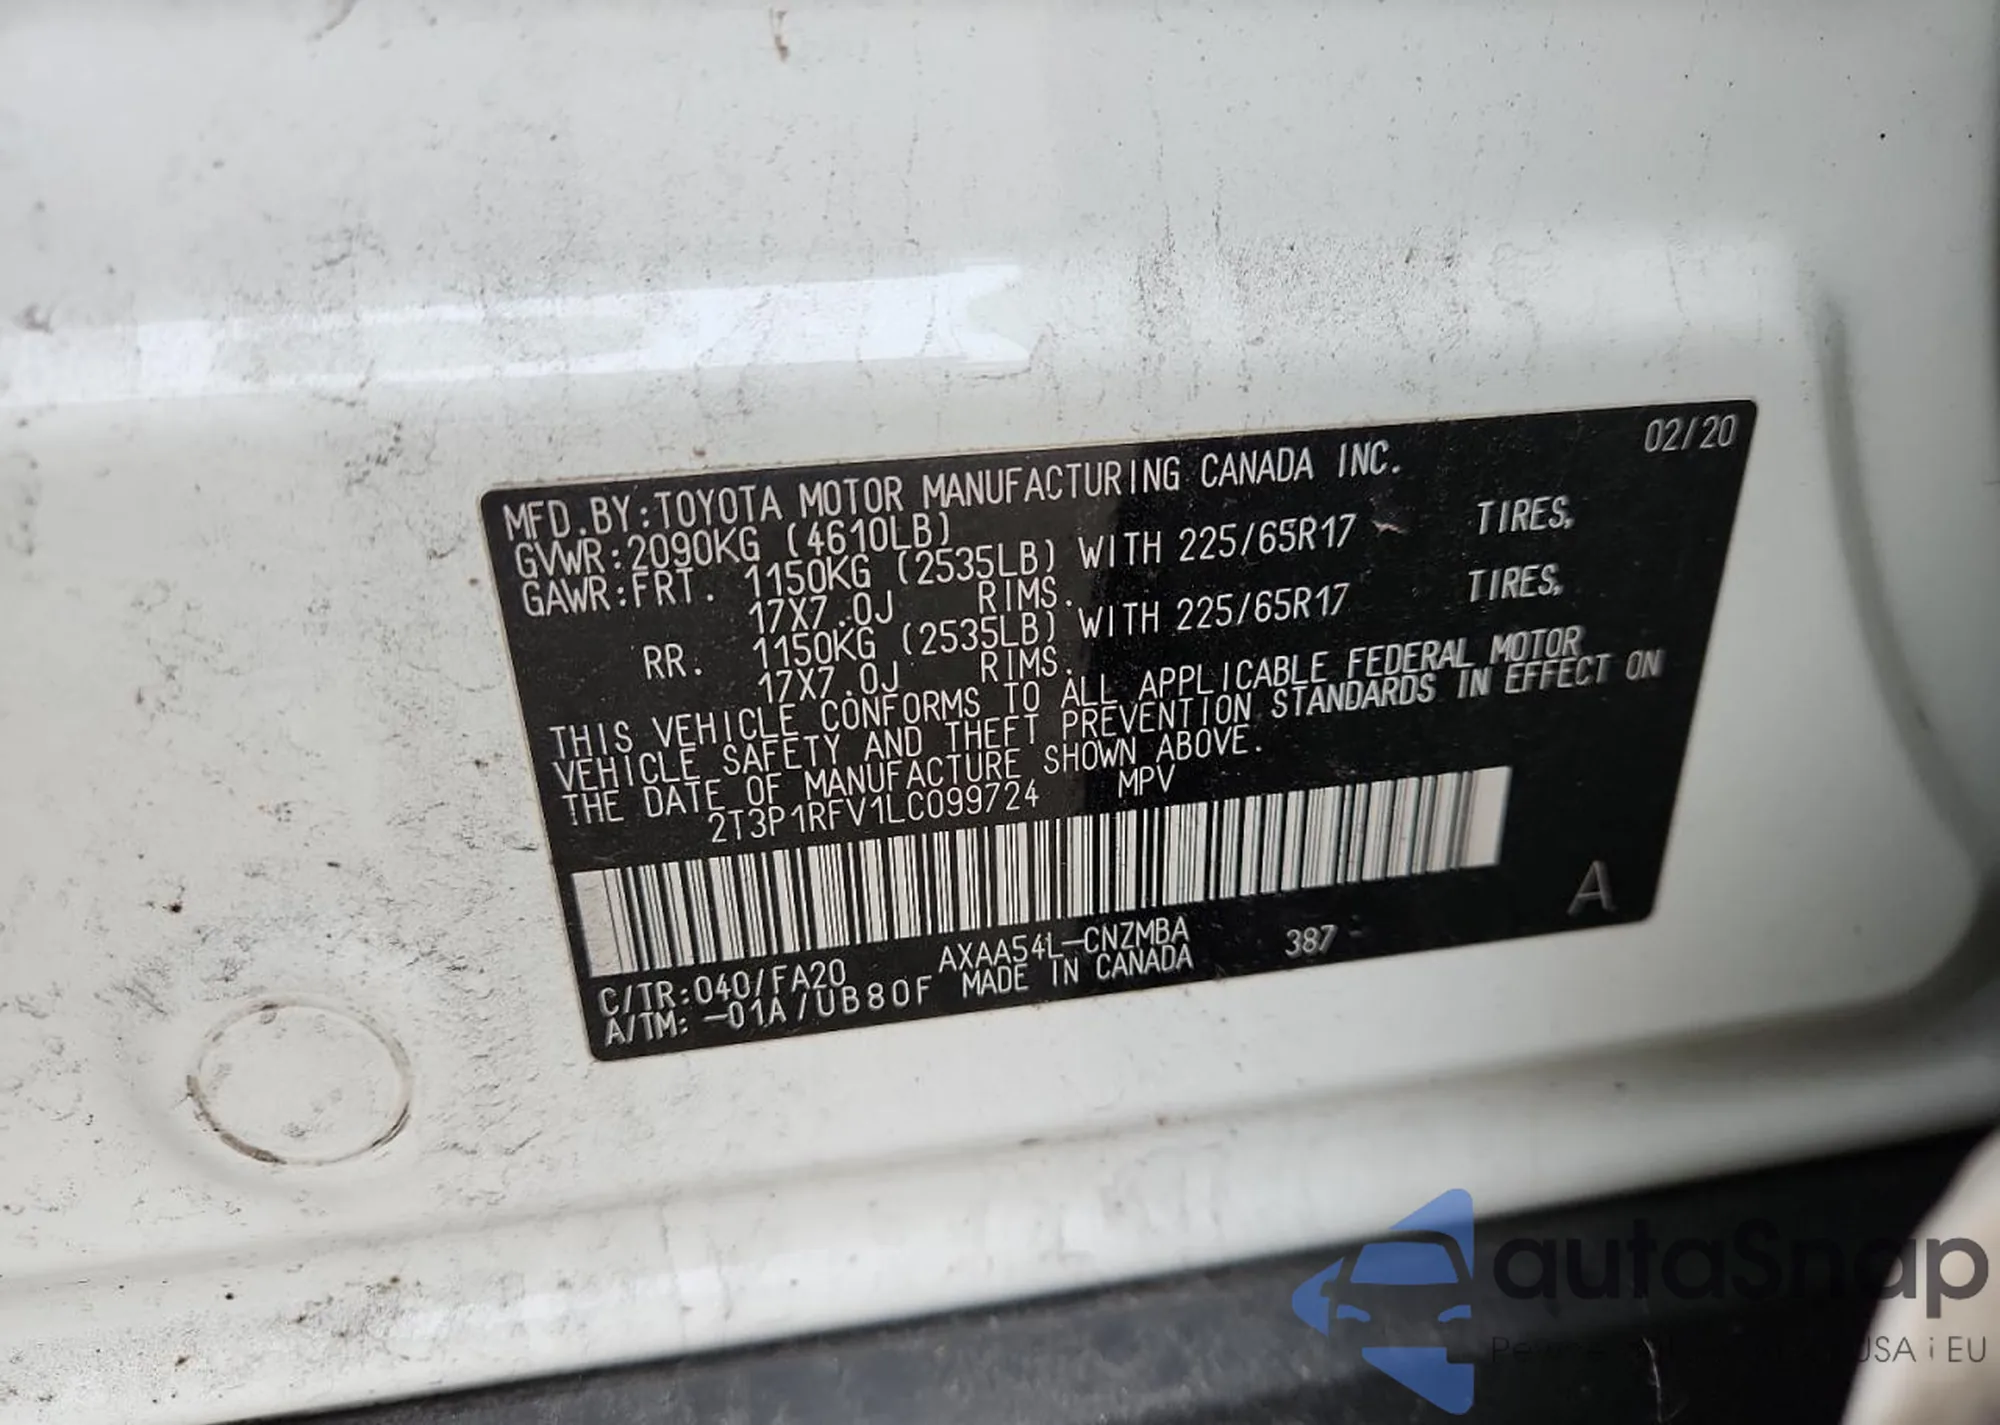 02/20
MFD.BY:TOYOTA MOTOR MANUFACTURING CANADA INC.
GVWR:2090KG (4610LB)
GAWR:FRT. 1150KG (2535LB) WITH 225/65R17 TIRES,
17X7.0J RIMS.
RR. 1150KG (2535LB) WITH 225/65R17 TIRES,
17X7.0J RIMS.
THIS VEHICLE CONFORMS TO ALL APPLICABLE FEDERAL MOTOR
VEHICLE SAFETY AND THEFT PREVENTION STANDARDS IN EFFECT ON
THE DATE OF MANUFACTURE SHOWN ABOVE.
2T3P1RFV1LC099724 MPV
A
C/TR:040/FA20 AXAA54L-CNZMBA 387
A/TM:-01A/UB80F MADE IN CANADA
autaSnap
USA i EU